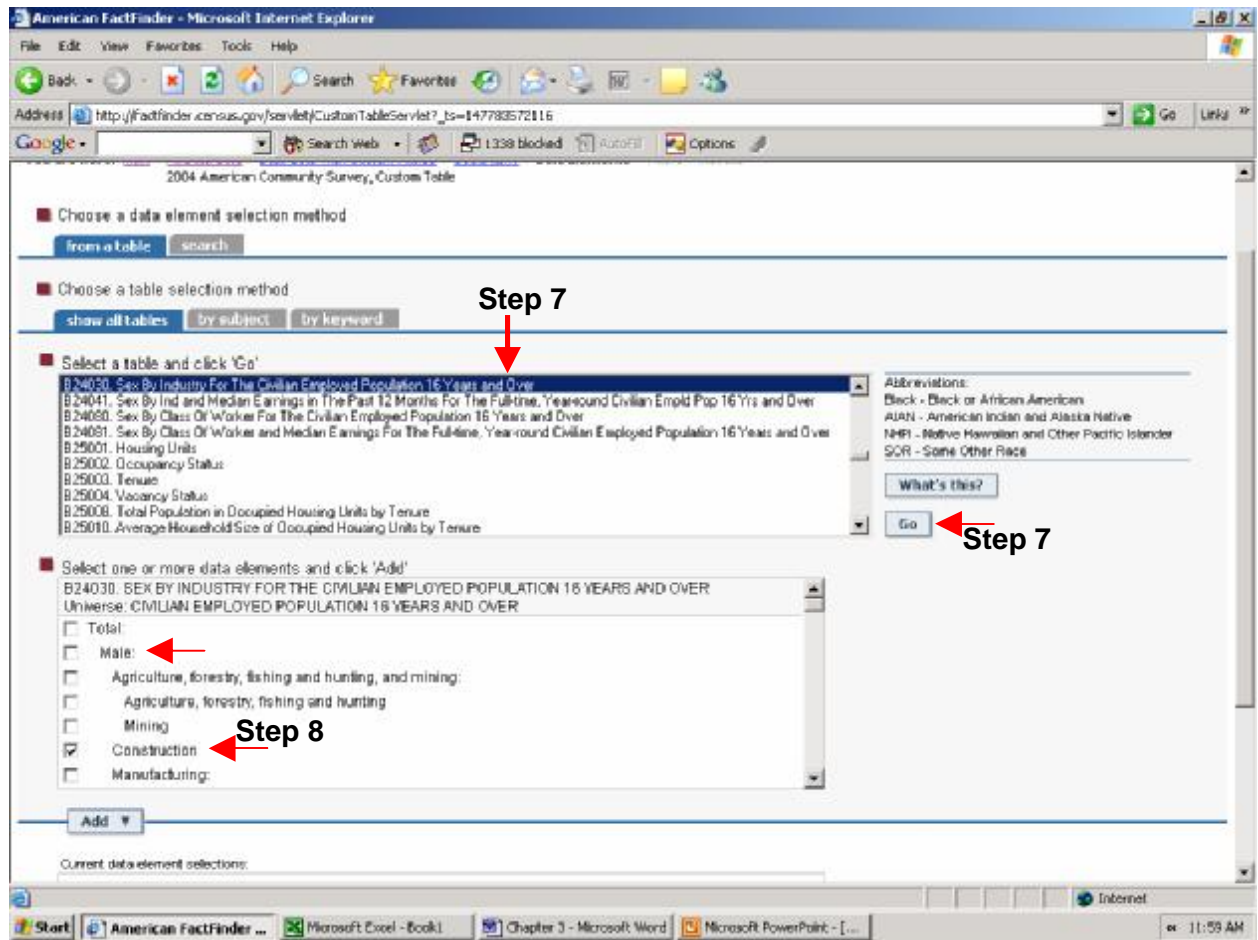 American FactFinder - Microsoft Internet Explorer
File Edit View Favorites Tools Help
Back Search Favorites
Address http://factfinder.census.gov/servlet/CustomTableServlet?_ts=147783572116 Go Links »
Google Search Web 1338 blocked AutoFill Options
2004 American Community Survey, Custom Table
Choose a data element selection method
from a table search
Choose a table selection method
Step 7
show all tables by subject by keyword
Select a table and click 'Go'
B24030. Sex By Industry For The Civilian Employed Population 16 Years and Over
B24041. Sex By Ind and Median Earnings in The Past 12 Months For The Full-time, Year-round Civilian Empld Pop 16 Yrs and Over
B24080. Sex By Class Of Worker For The Civilian Employed Population 16 Years and Over
B24081. Sex By Class Of Worker and Median Earnings For The Full-time, Year-round Civilian Employed Population 16 Years and Over
B25001. Housing Units
B25002. Occupancy Status
B25003. Tenure
B25004. Vacancy Status
B25008. Total Population in Occupied Housing Units by Tenure
B25010. Average Household Size of Occupied Housing Units by Tenure
Abbreviations:
Black - Black or African American
AIAN - American Indian and Alaska Native
NHPI - Native Hawaiian and Other Pacific Islander
SOR - Some Other Race
What's this?
Go
Step 7
Select one or more data elements and click 'Add'
B24030. SEX BY INDUSTRY FOR THE CIVILIAN EMPLOYED POPULATION 16 YEARS AND OVER
Universe: CIVILIAN EMPLOYED POPULATION 16 YEARS AND OVER
Total:
Male:
Agriculture, forestry, fishing and hunting, and mining:
Agriculture, forestry, fishing and hunting
Mining
Step 8
Construction
Manufacturing:
Add
Current data element selections:
Internet
Start American FactFinder ... Microsoft Excel - Book1 Chapter 3 - Microsoft Word Microsoft PowerPoint - [... 11:59 AM